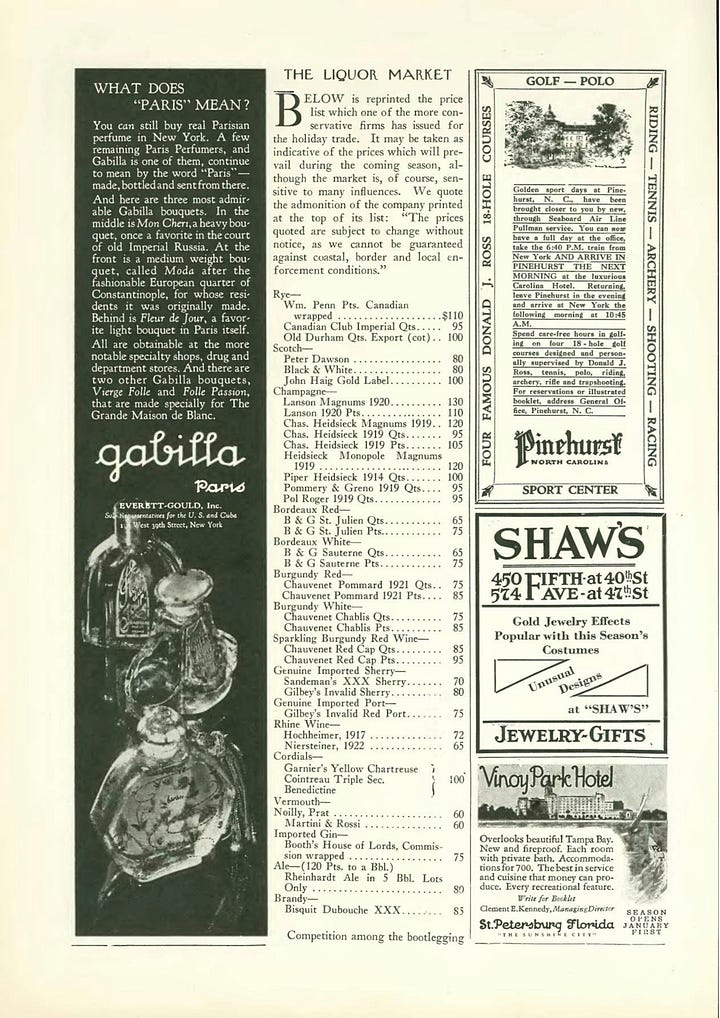 WHAT DOES
"PARIS" MEAN?
You can still buy real Parisian
perfume in New York. A few
remaining Paris Perfumers, and
Gabilla is one of them, continue
to mean by the word "Paris"—
made, bottled and sent from there.
And here are three most admir-
able Gabilla bouquets. In the
middle is Mon Cheri, a heavy bou-
quet, once a favorite in the court
of old Imperial Russia. At the
front is a medium weight bou-
quet, called Moda after the
fashionable European quarter of
Constantinople, for whose resi-
dents it was originally made.
Behind is Fleur de Jour, a favor-
ite light bouquet in Paris itself.
All are obtainable at the more
notable specialty shops, drug and
department stores. And there are
two other Gabilla bouquets,
Vierge Folle and Folle Passion,
that are made specially for The
Grande Maison de Blanc.
gabilla
Paris
EVERETT-GOULD, Inc.
Representatives for the U. S. and Cuba
West 39th Street, New York
THE LIQUOR MARKET
BELOW is reprinted the price
list which one of the more con-
servative firms has issued for
the holiday trade. It may be taken as
indicative of the prices which will pre-
vail during the coming season, al-
though the market is, of course, sen-
sitive to many influences. We quote
the admonition of the company printed
at the top of its list: "The prices
quoted are subject to change without
notice, as we cannot be guaranteed
against coastal, border and local en-
forcement conditions."
Rye—
Wm. Penn Pts. Canadian
wrapped ......................$110
Canadian Club Imperial Qts..... 95
Old Durham Qts. Export (cot).. 100
Scotch—
Peter Dawson .................. 80
Black & White.................. 80
John Haig Gold Label.......... 100
Champagne—
Lanson Magnums 1920.......... 130
Lanson 1920 Pts............... 110
Chas. Heidsieck Magnums 1919.. 120
Chas. Heidsieck 1919 Qts....... 95
Chas. Heidsieck 1919 Pts...... 105
Heidsieck Monopole Magnums
1919 ......................... 120
Piper Heidsieck 1914 Qts....... 100
Pommery & Greno 1919 Qts.... 95
Pol Roger 1919 Qts............. 95
Bordeaux Red—
B & G St. Julien Qts........... 65
B & G St. Julien Pts........... 75
Bordeaux White—
B & G Sauterne Qts............ 65
B & G Sauterne Pts............ 75
Burgundy Red—
Chauvenet Pommard 1921 Qts.. 75
Chauvenet Pommard 1921 Pts.... 85
Burgundy White—
Chauvenet Chablis Qts......... 75
Chauvenet Chablis Pts......... 85
Sparkling Burgundy Red Wine—
Chauvenet Red Cap Qts........ 85
Chauvenet Red Cap Pts......... 95
Genuine Imported Sherry—
Sandeman's XXX Sherry....... 70
Gilbey's Invalid Sherry......... 80
Genuine Imported Port—
Gilbey's Invalid Red Port...... 75
Rhine Wine—
Hochheimer, 1917 ............. 72
Niersteiner, 1922 .............. 65
Cordials—
Garnier's Yellow Chartreuse
Cointreau Triple Sec. 100
Benedictine
Vermouth—
Noilly, Prat .................... 60
Martini & Rossi ............... 60
Imported Gin—
Booth's House of Lords, Commis-
sion wrapped ................. 75
Ale—(120 Pts. to a Bbl.)
Rheinhardt Ale in 5 Bbl. Lots
Only ......................... 80
Brandy—
Bisquit Dubouche XXX........ 85
Competition among the bootlegging
GOLF — POLO
FOUR FAMOUS DONALD J. ROSS 18-HOLE COURSES
RIDING — TENNIS — ARCHERY — SHOOTING — RACING
Golden sport days at Pine-
hurst, N. C., have been
brought closer to you by new,
through Seaboard Air Line
Pullman service. You can now
have a full day at the office,
take the 6:40 P.M. train from
New York AND ARRIVE IN
PINEHURST THE NEXT
MORNING at the luxurious
Carolina Hotel. Returning,
leave Pinehurst in the evening
and arrive at New York the
following morning at 10:45
A.M.
Spend care-free hours in golf-
ing on four 18-hole golf
courses designed and person-
ally supervised by Donald J.
Ross, tennis, polo, riding,
archery, rifle and trapshooting.
For reservations or illustrated
booklet, address General Of-
fice, Pinehurst, N. C.
Pinehurst
NORTH CAROLINA
SPORT CENTER
SHAW'S
450 FIFTH at 40th St
574 AVE - at 47th St
Gold Jewelry Effects
Popular with this Season's
Costumes
Unusual
Designs
at "SHAW'S"
JEWELRY-GIFTS
Vinoy Park Hotel
Overlooks beautiful Tampa Bay.
New and fireproof. Each room
with private bath. Accommoda-
tions for 700. The best in service
and cuisine that money can pro-
duce. Every recreational feature.
Write for Booklet
Clement E. Kennedy, Managing Director
St. Petersburg Florida
"THE SUNSHINE CITY"
SEASON
OPENS
JANUARY
FIRST